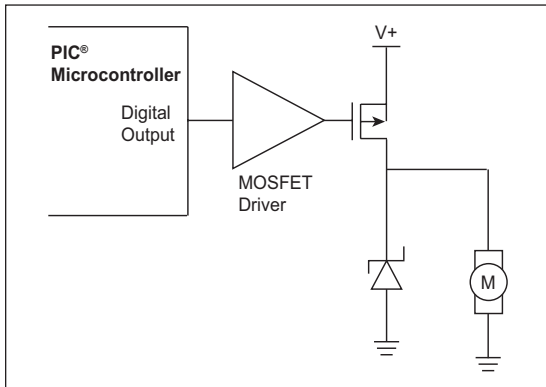 PIC®
Microcontroller
Digital
Output
MOSFET
Driver
V+
M